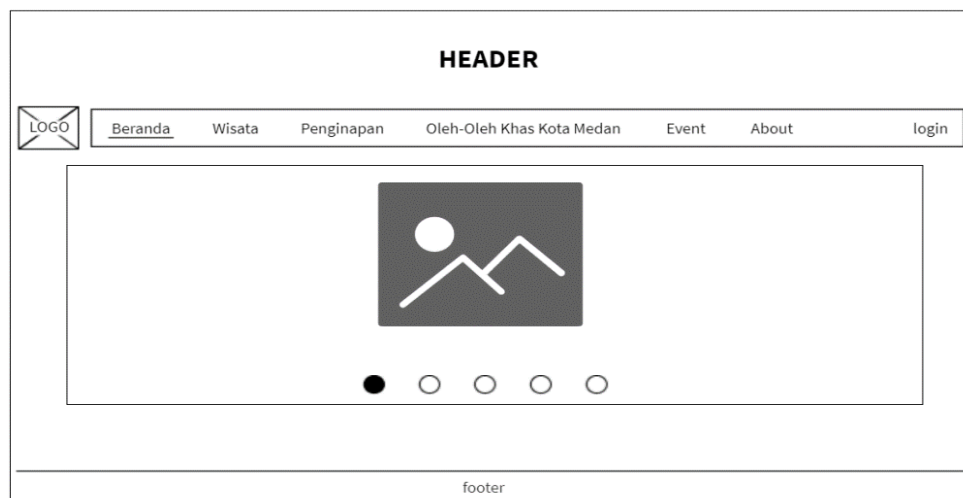 HEADER
LOGO
Beranda Wisata Penginapan Oleh-Oleh Khas Kota Medan Event About login
footer